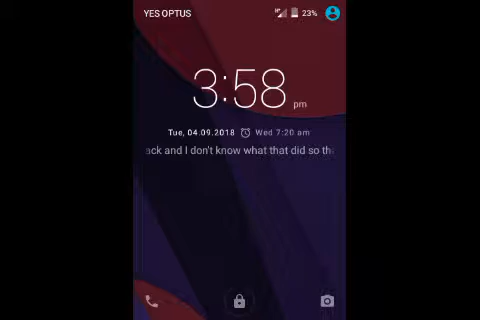 YES OPTUS
23%
3:58 pm
Tue, 04.09.2018 Wed 7:20 am
ack and I don't know what that did so th